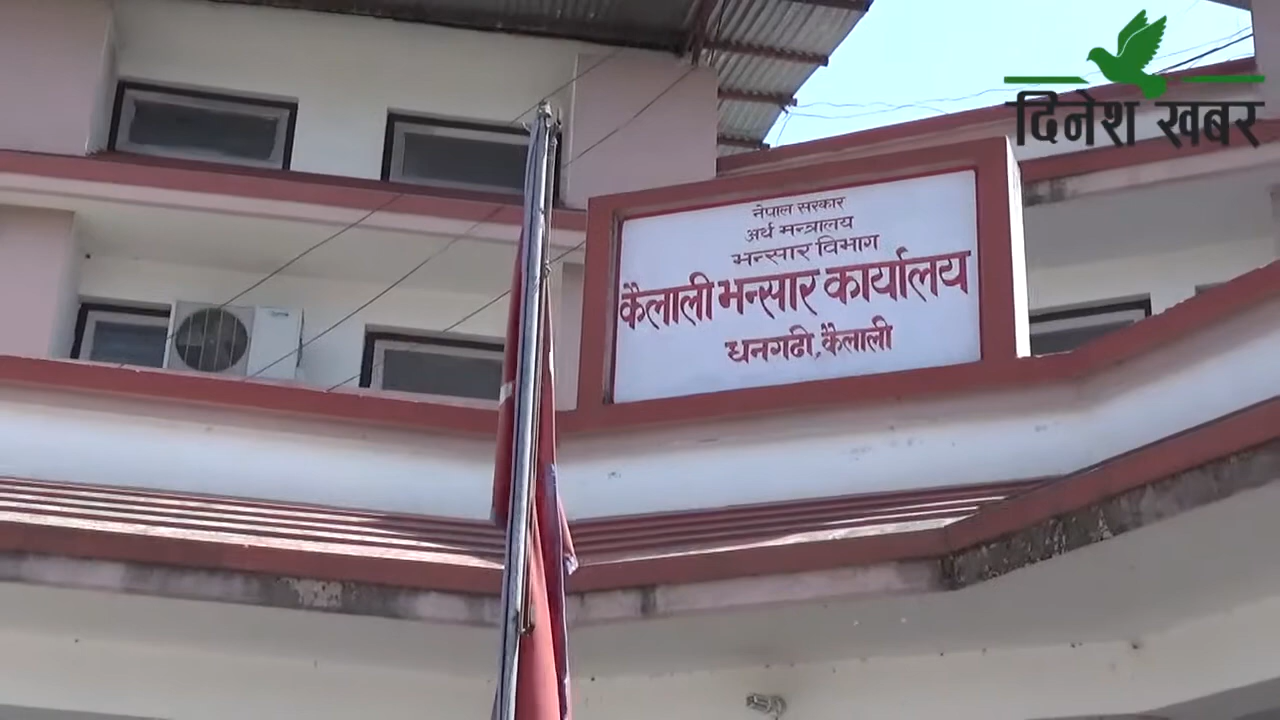 दिनेश खबर
नेपाल सरकार
अर्थ मन्त्रालय
भन्सार विभाग
कैलाली भन्सार कार्यालय
धनगढी, कैलाली